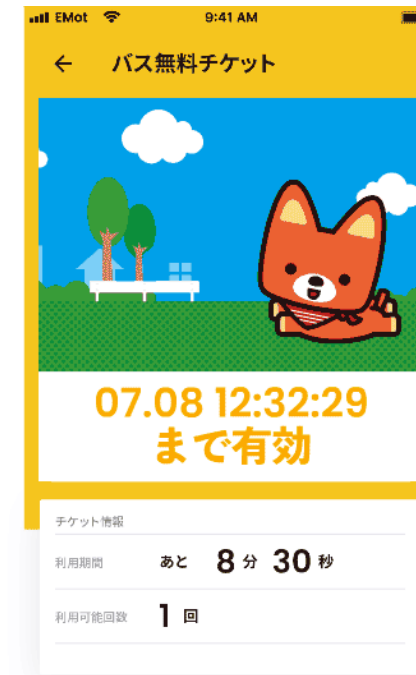 EMot 9:41 AM
← バス無料チケット
07.08 12:32:29
まで有効
チケット情報
利用期間 あと 8 分 30 秒
利用可能回数 1 回